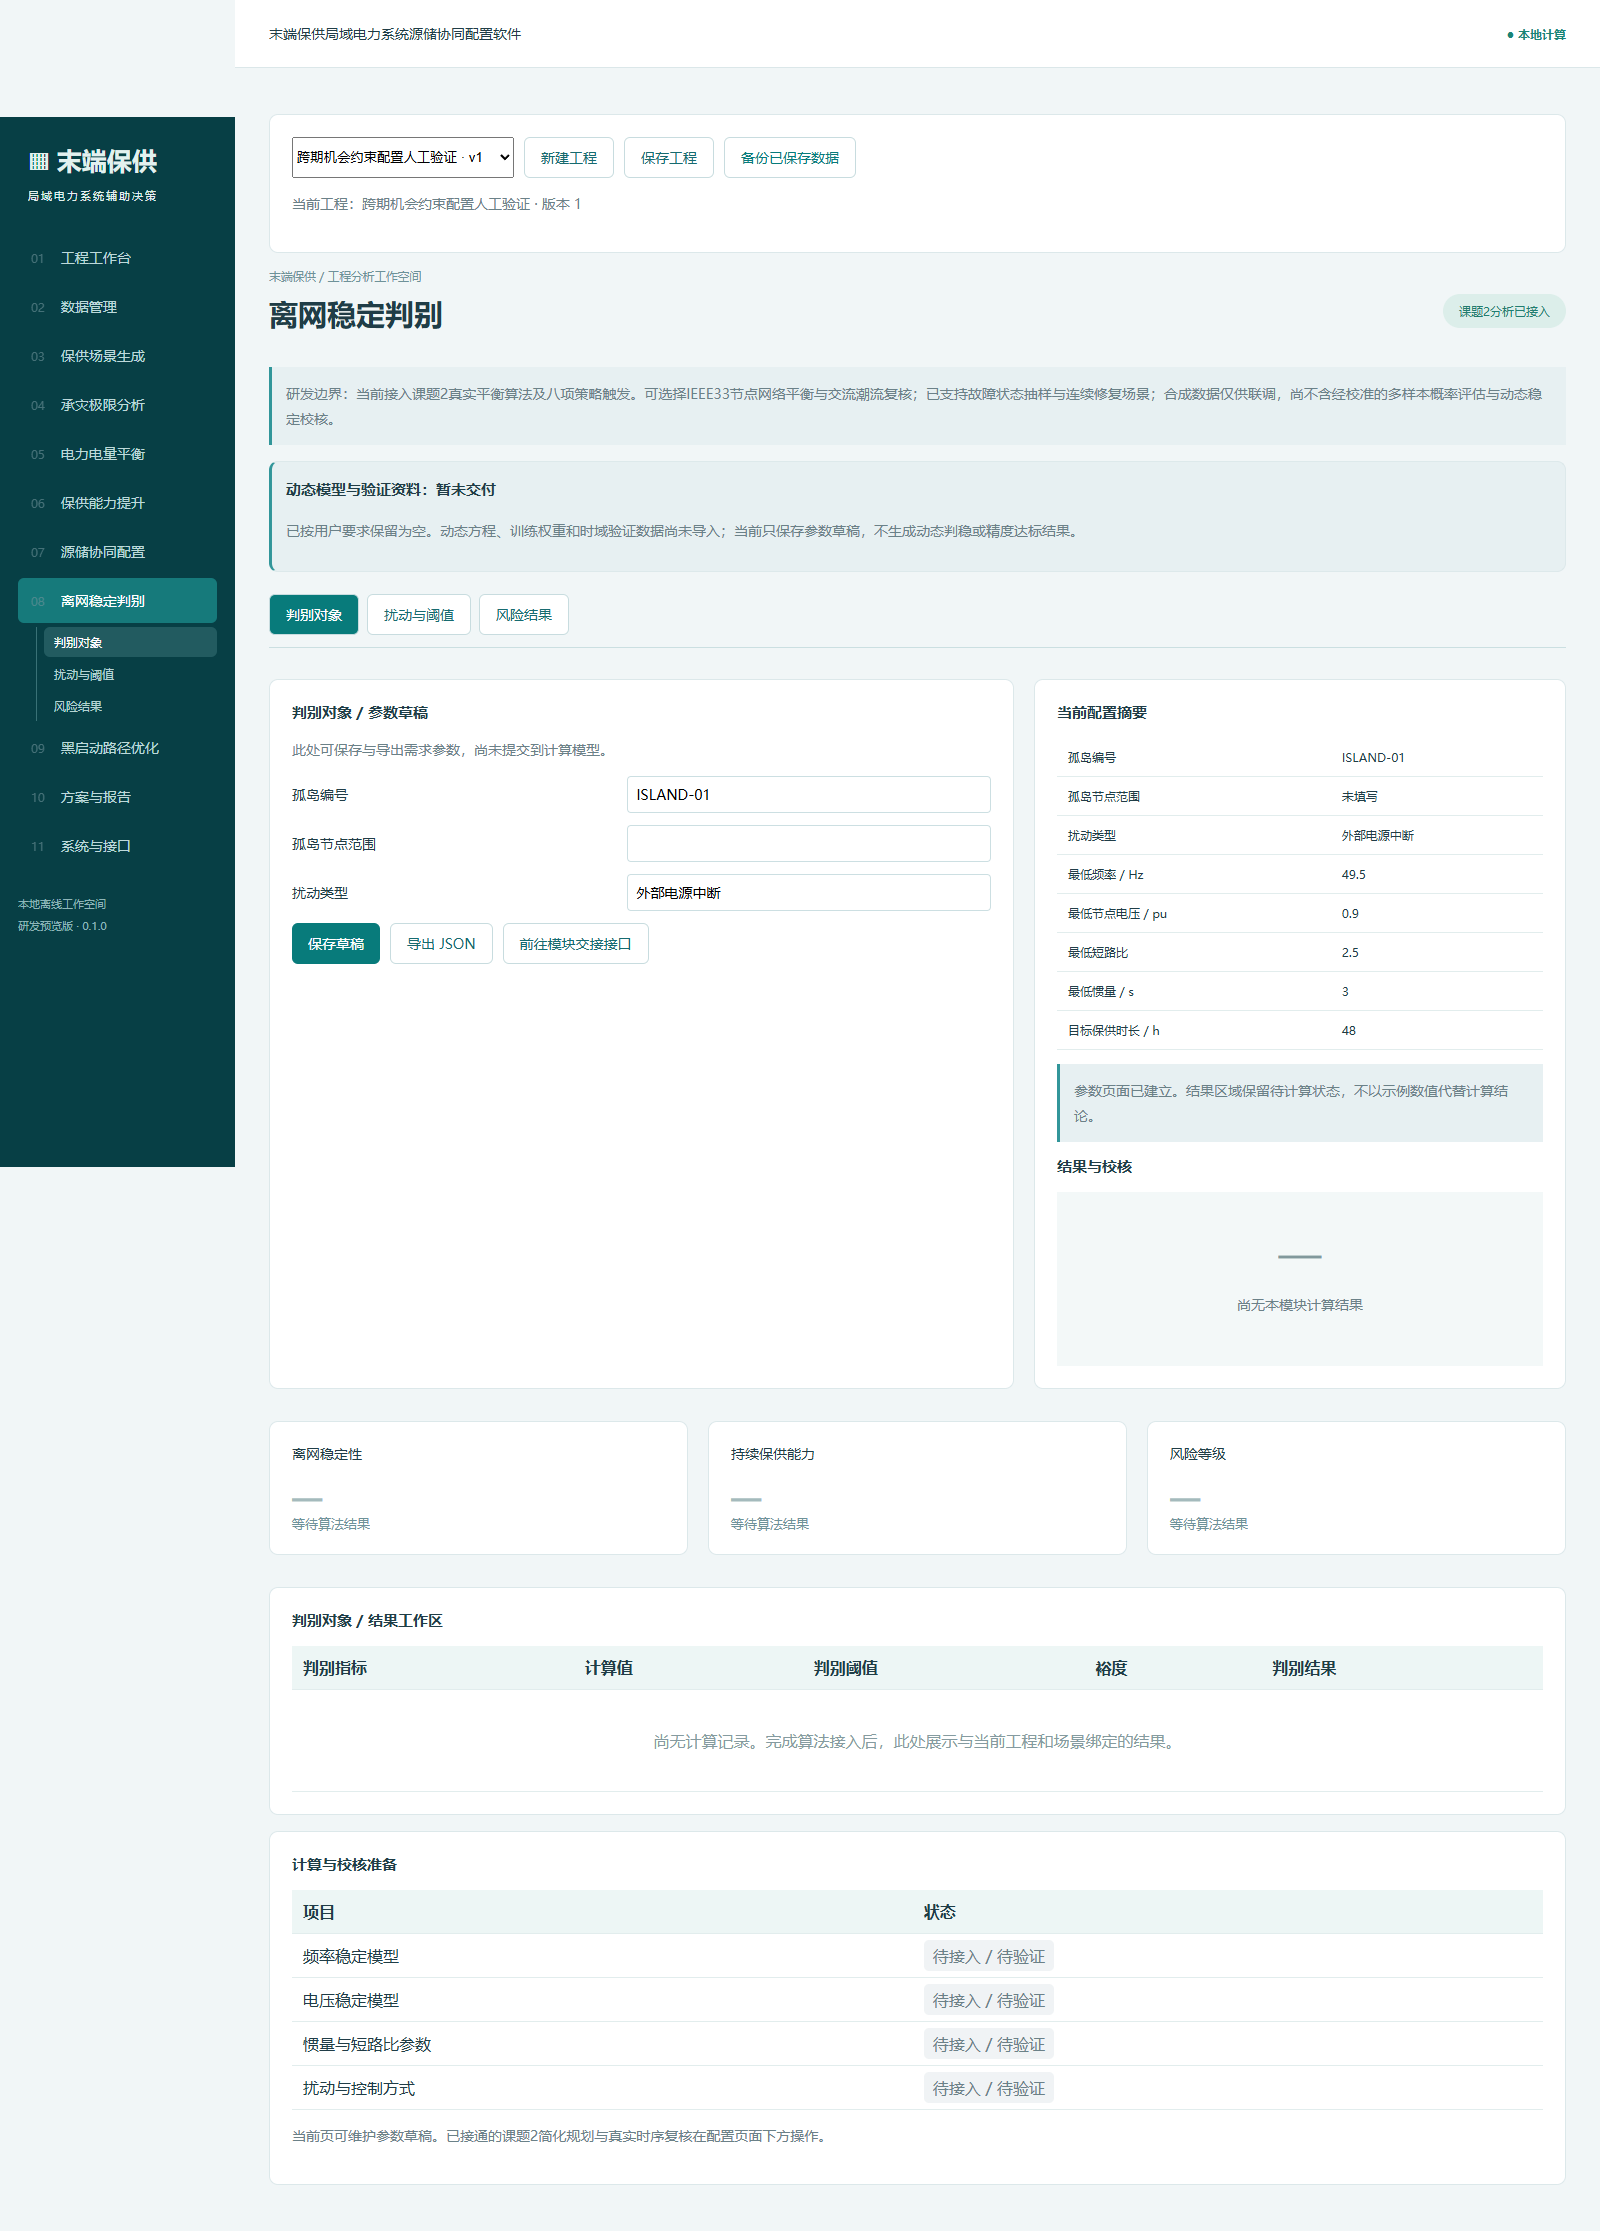 末端保供局域电力系统源储协同配置软件
● 本地计算
末端保供
局域电力系统辅助决策
01 工程工作台
02 数据管理
03 保供场景生成
04 承灾极限分析
05 电力电量平衡
06 保供能力提升
07 源储协同配置
08 离网稳定判别
判别对象
扰动与阈值
风险结果
09 黑启动路径优化
10 方案与报告
11 系统与接口
本地离线工作空间
研发预览版 · 0.1.0
跨期机会约束配置人工验证 · v1
新建工程
保存工程
备份已保存数据
当前工程：跨期机会约束配置人工验证 · 版本 1
末端保供 / 工程分析工作空间
离网稳定判别
课题2分析已接入
研发边界：当前接入课题2真实平衡算法及八项策略触发。可选择IEEE33节点网络平衡与交流潮流复核；已支持故障状态抽样与连续修复场景；合成数据仅供联调，尚不含经校准的多样本概率评估与动态稳
定校核。
动态模型与验证资料：暂未交付
已按用户要求保留为空。动态方程、训练权重和时域验证数据尚未导入；当前只保存参数草稿，不生成动态判稳或精度达标结果。
判别对象
扰动与阈值
风险结果
判别对象 / 参数草稿
此处可保存与导出需求参数，尚未提交到计算模型。
孤岛编号 ISLAND-01
孤岛节点范围
扰动类型 外部电源中断
保存草稿
导出 JSON
前往模块交接接口
当前配置摘要
孤岛编号 ISLAND-01
孤岛节点范围 未填写
扰动类型 外部电源中断
最低频率 / Hz 49.5
最低节点电压 / pu 0.9
最低短路比 2.5
最低惯量 / s 3
目标保供时长 / h 48
参数页面已建立。结果区域保留待计算状态，不以示例数值代替计算结
论。
结果与校核
—
尚无本模块计算结果
离网稳定性
—
等待算法结果
持续保供能力
—
等待算法结果
风险等级
—
等待算法结果
判别对象 / 结果工作区
判别指标 计算值 判别阈值 裕度 判别结果
尚无计算记录。完成算法接入后，此处展示与当前工程和场景绑定的结果。
计算与校核准备
项目 状态
频率稳定模型 待接入 / 待验证
电压稳定模型 待接入 / 待验证
惯量与短路比参数 待接入 / 待验证
扰动与控制方式 待接入 / 待验证
当前页可维护参数草稿。已接通的课题2简化规划与真实时序复核在配置页面下方操作。